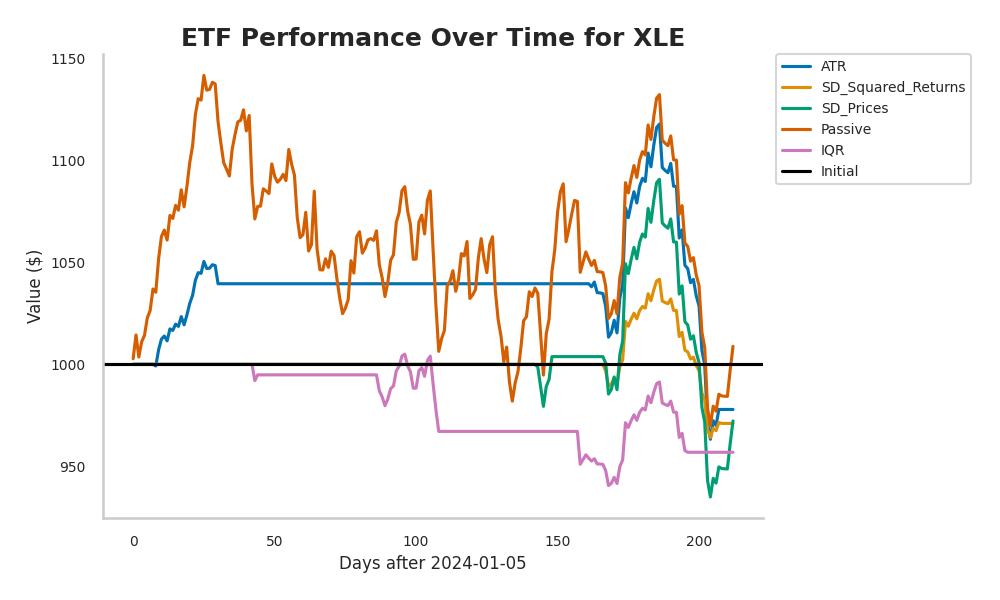 ETF Performance Over Time for XLE
Value ($)
1150
1100
1050
1000
950
0 50 100 150 200
Days after 2024-01-05
ATR
SD_Squared_Returns
SD_Prices
Passive
IQR
Initial